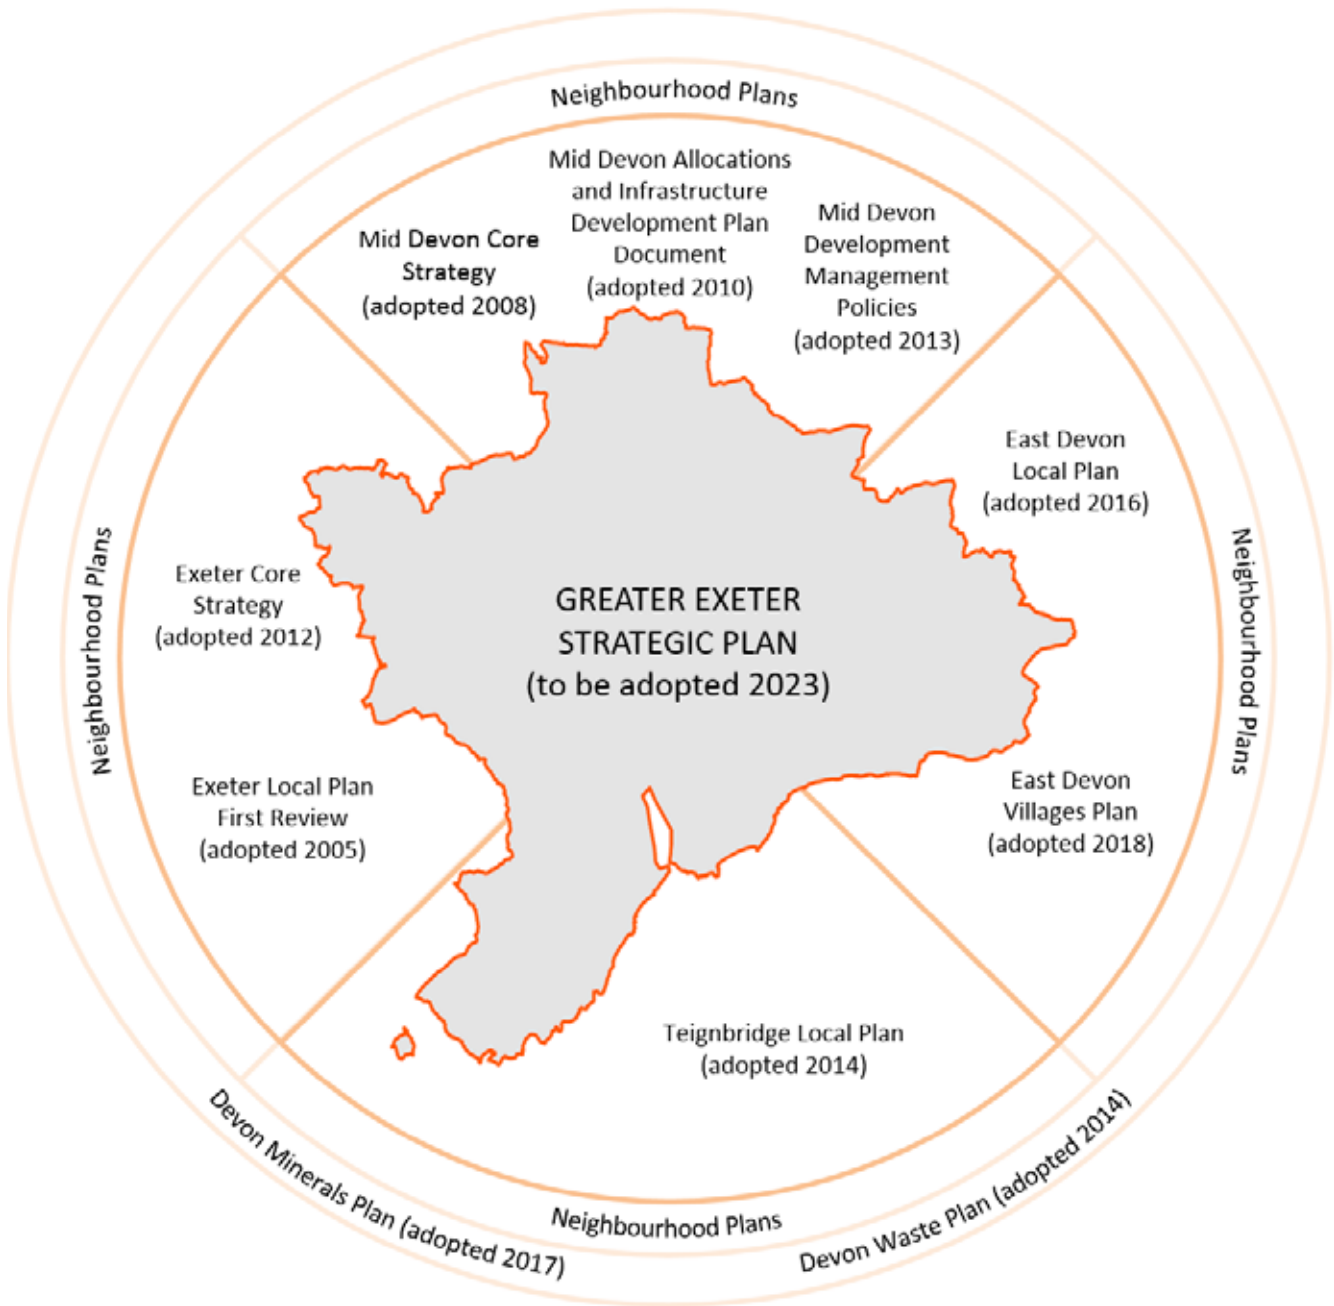 Neighbourhood Plans
Mid Devon Allocations
and Infrastructure
Development Plan
Document
(adopted 2010)
Mid Devon Core
Strategy
(adopted 2008)
Mid Devon
Development
Management
Policies
(adopted 2013)
East Devon
Local Plan
(adopted 2016)
Neighbourhood Plans
Exeter Core
Strategy
(adopted 2012)
GREATER EXETER
STRATEGIC PLAN
(to be adopted 2023)
Neighbourhood Plans
Exeter Local Plan
First Review
(adopted 2005)
East Devon
Villages Plan
(adopted 2018)
Teignbridge Local Plan
(adopted 2014)
Neighbourhood Plans
Devon Minerals Plan (adopted 2017)
Devon Waste Plan (adopted 2014)